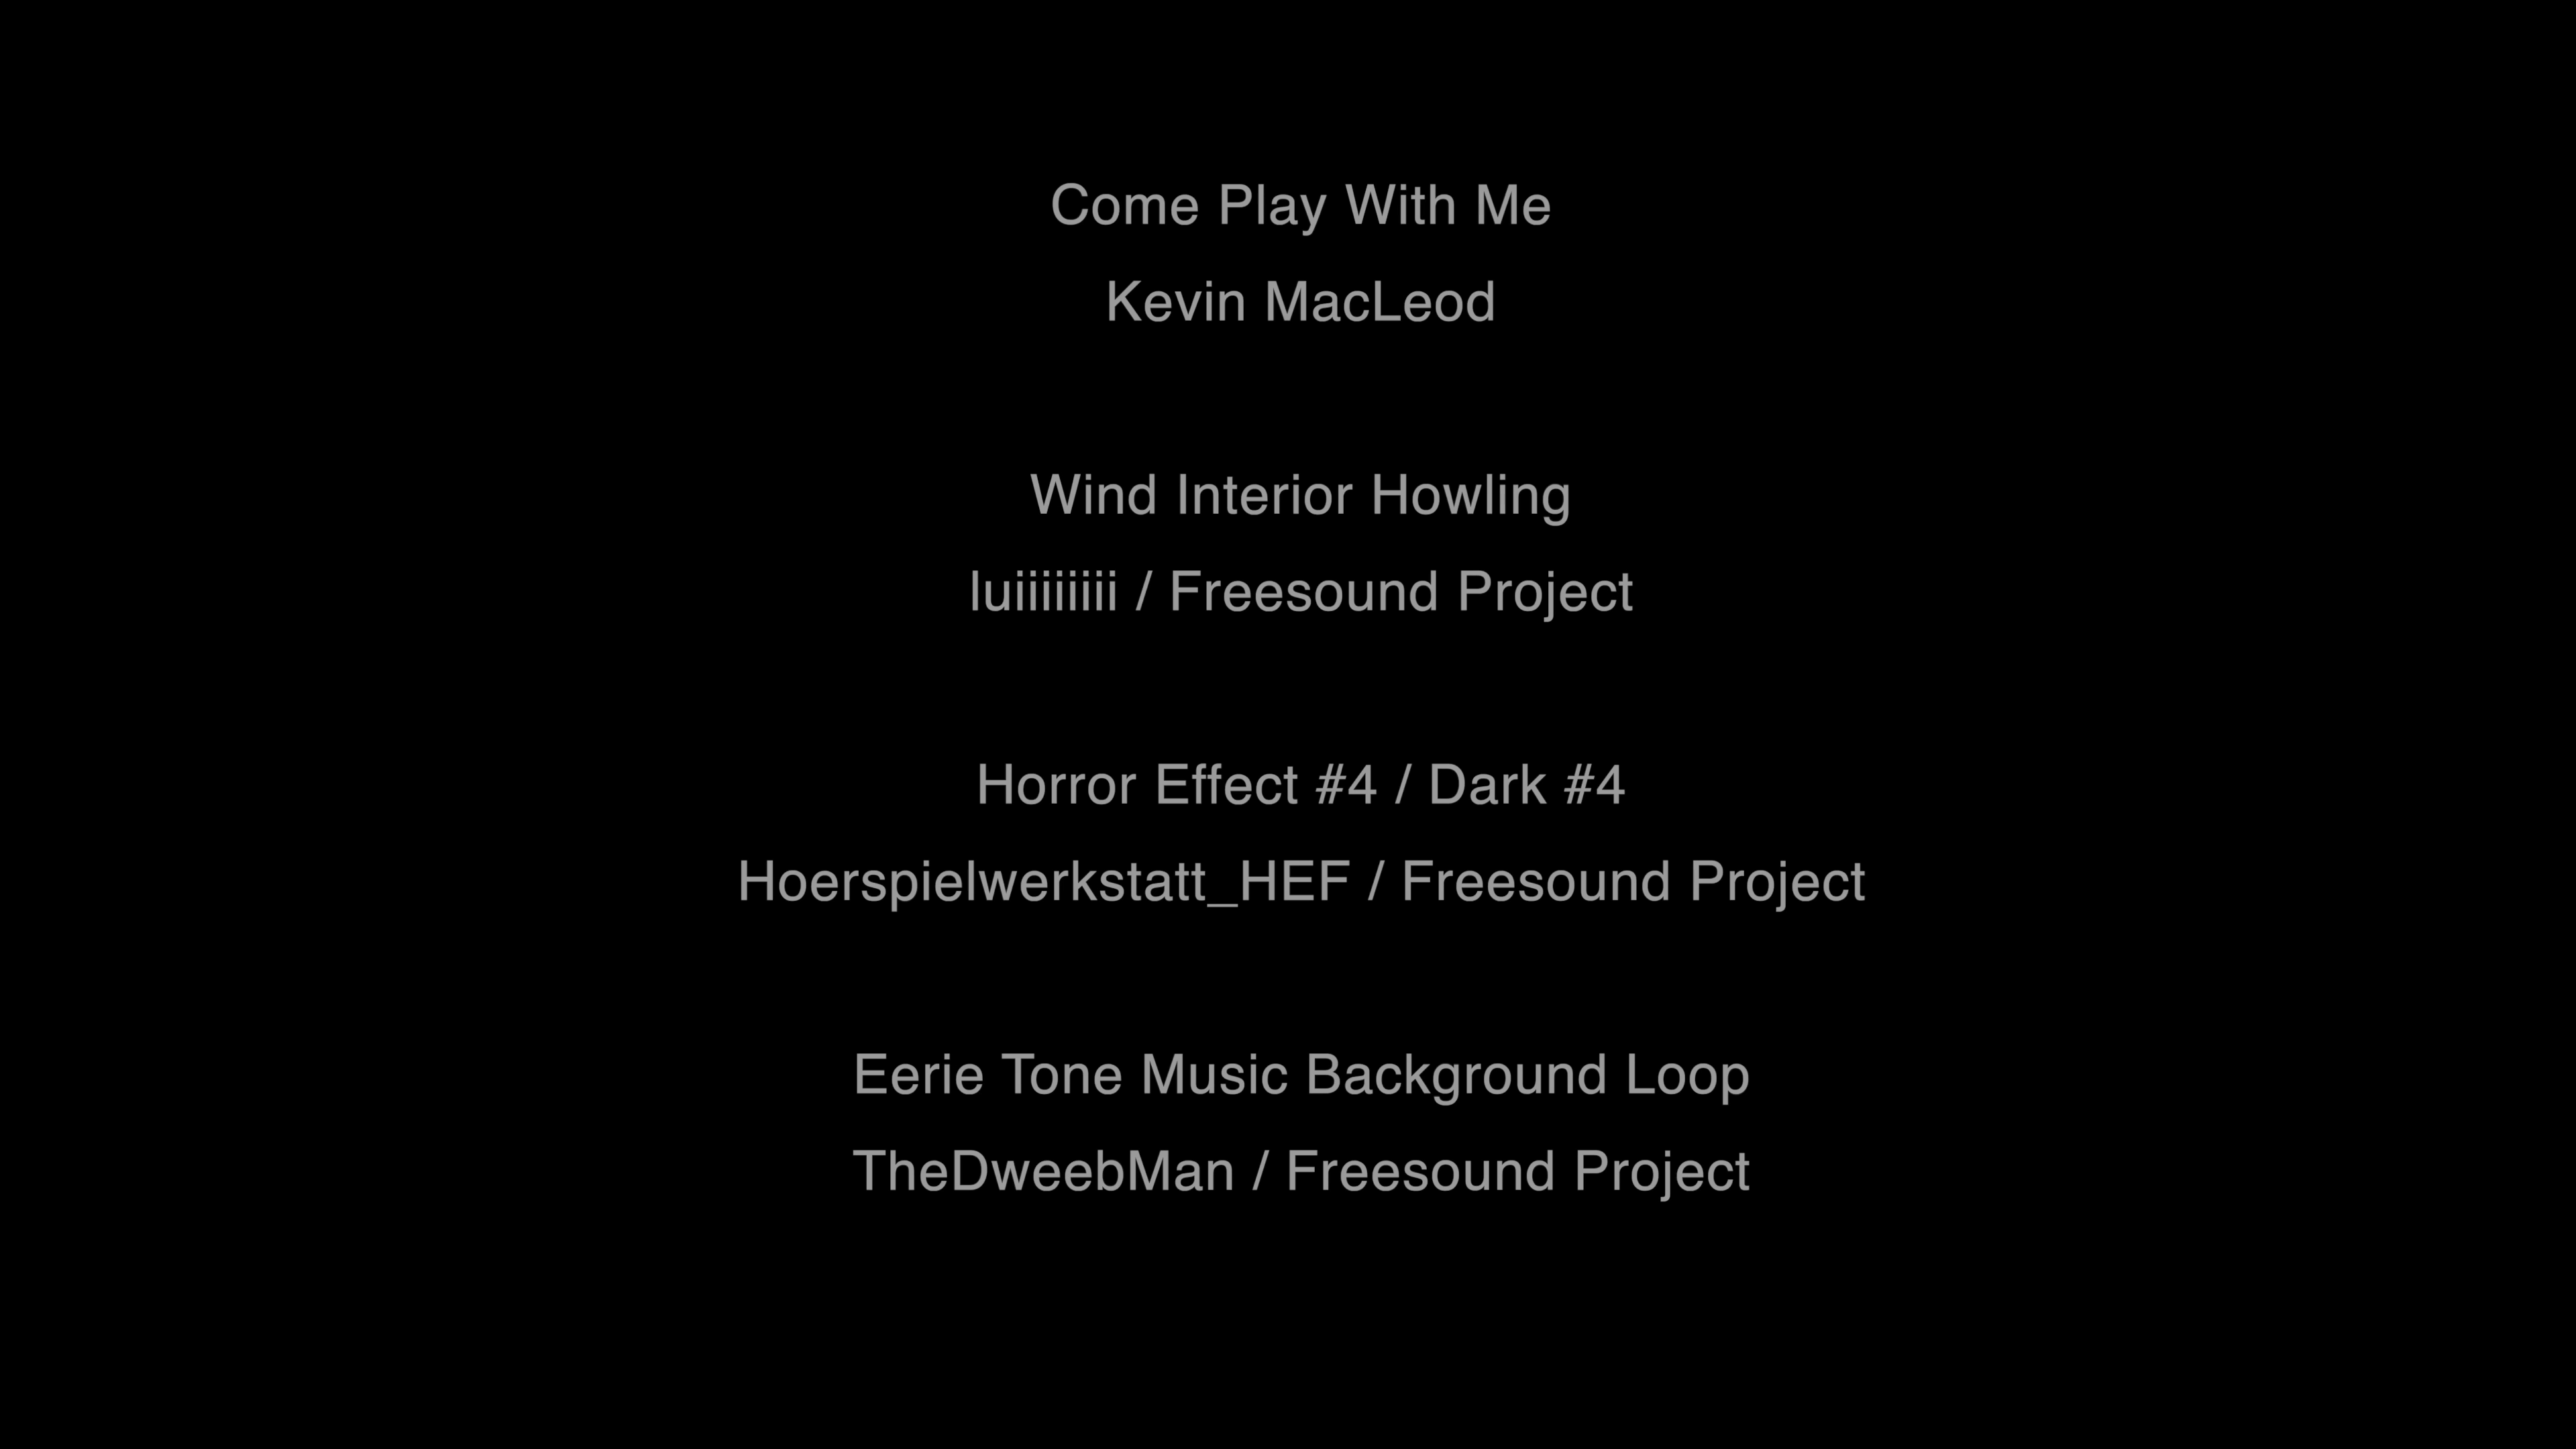 Come Play With Me
Kevin MacLeod
Wind Interior Howling
luiiiiiiiii / Freesound Project
Horror Effect #4 / Dark #4
Hoerspielwerkstatt_HEF / Freesound Project
Eerie Tone Music Background Loop
TheDweebMan / Freesound Project